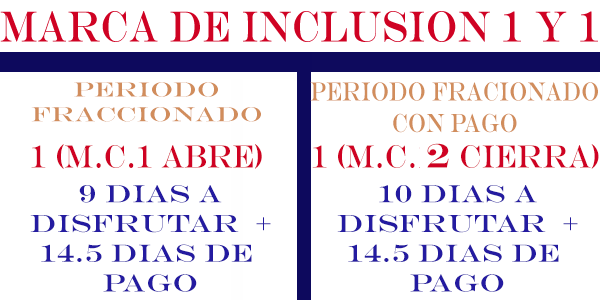 MARCA DE INCLUSION 1 Y 1
PERIODO
FRACCIONADO
1 (M.C.1 ABRE)
9 DIAS A
DISFRUTAR +
14.5 DIAS DE
PAGO
PERIODO FRACIONADO
CON PAGO
1 (M.C. 2 CIERRA)
10 DIAS A
DISFRUTAR +
14.5 DIAS DE
PAGO